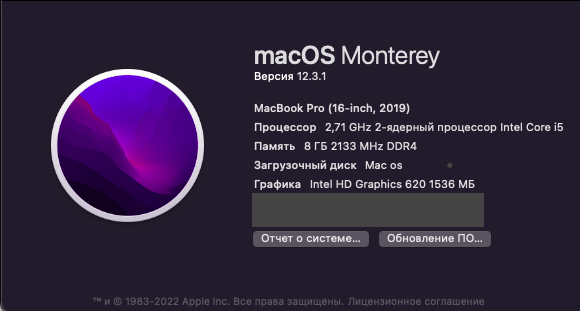 macOS Monterey
Версия 12.3.1
MacBook Pro (16-inch, 2019)
Процессор 2,71 GHz 2-ядерный процессор Intel Core i5
Память 8 ГБ 2133 MHz DDR4
Загрузочный диск Mac os
Графика Intel HD Graphics 620 1536 МБ
Отчет о системе... Обновление ПО...
™ и © 1983-2022 Apple Inc. Все права защищены. Лицензионное соглашение